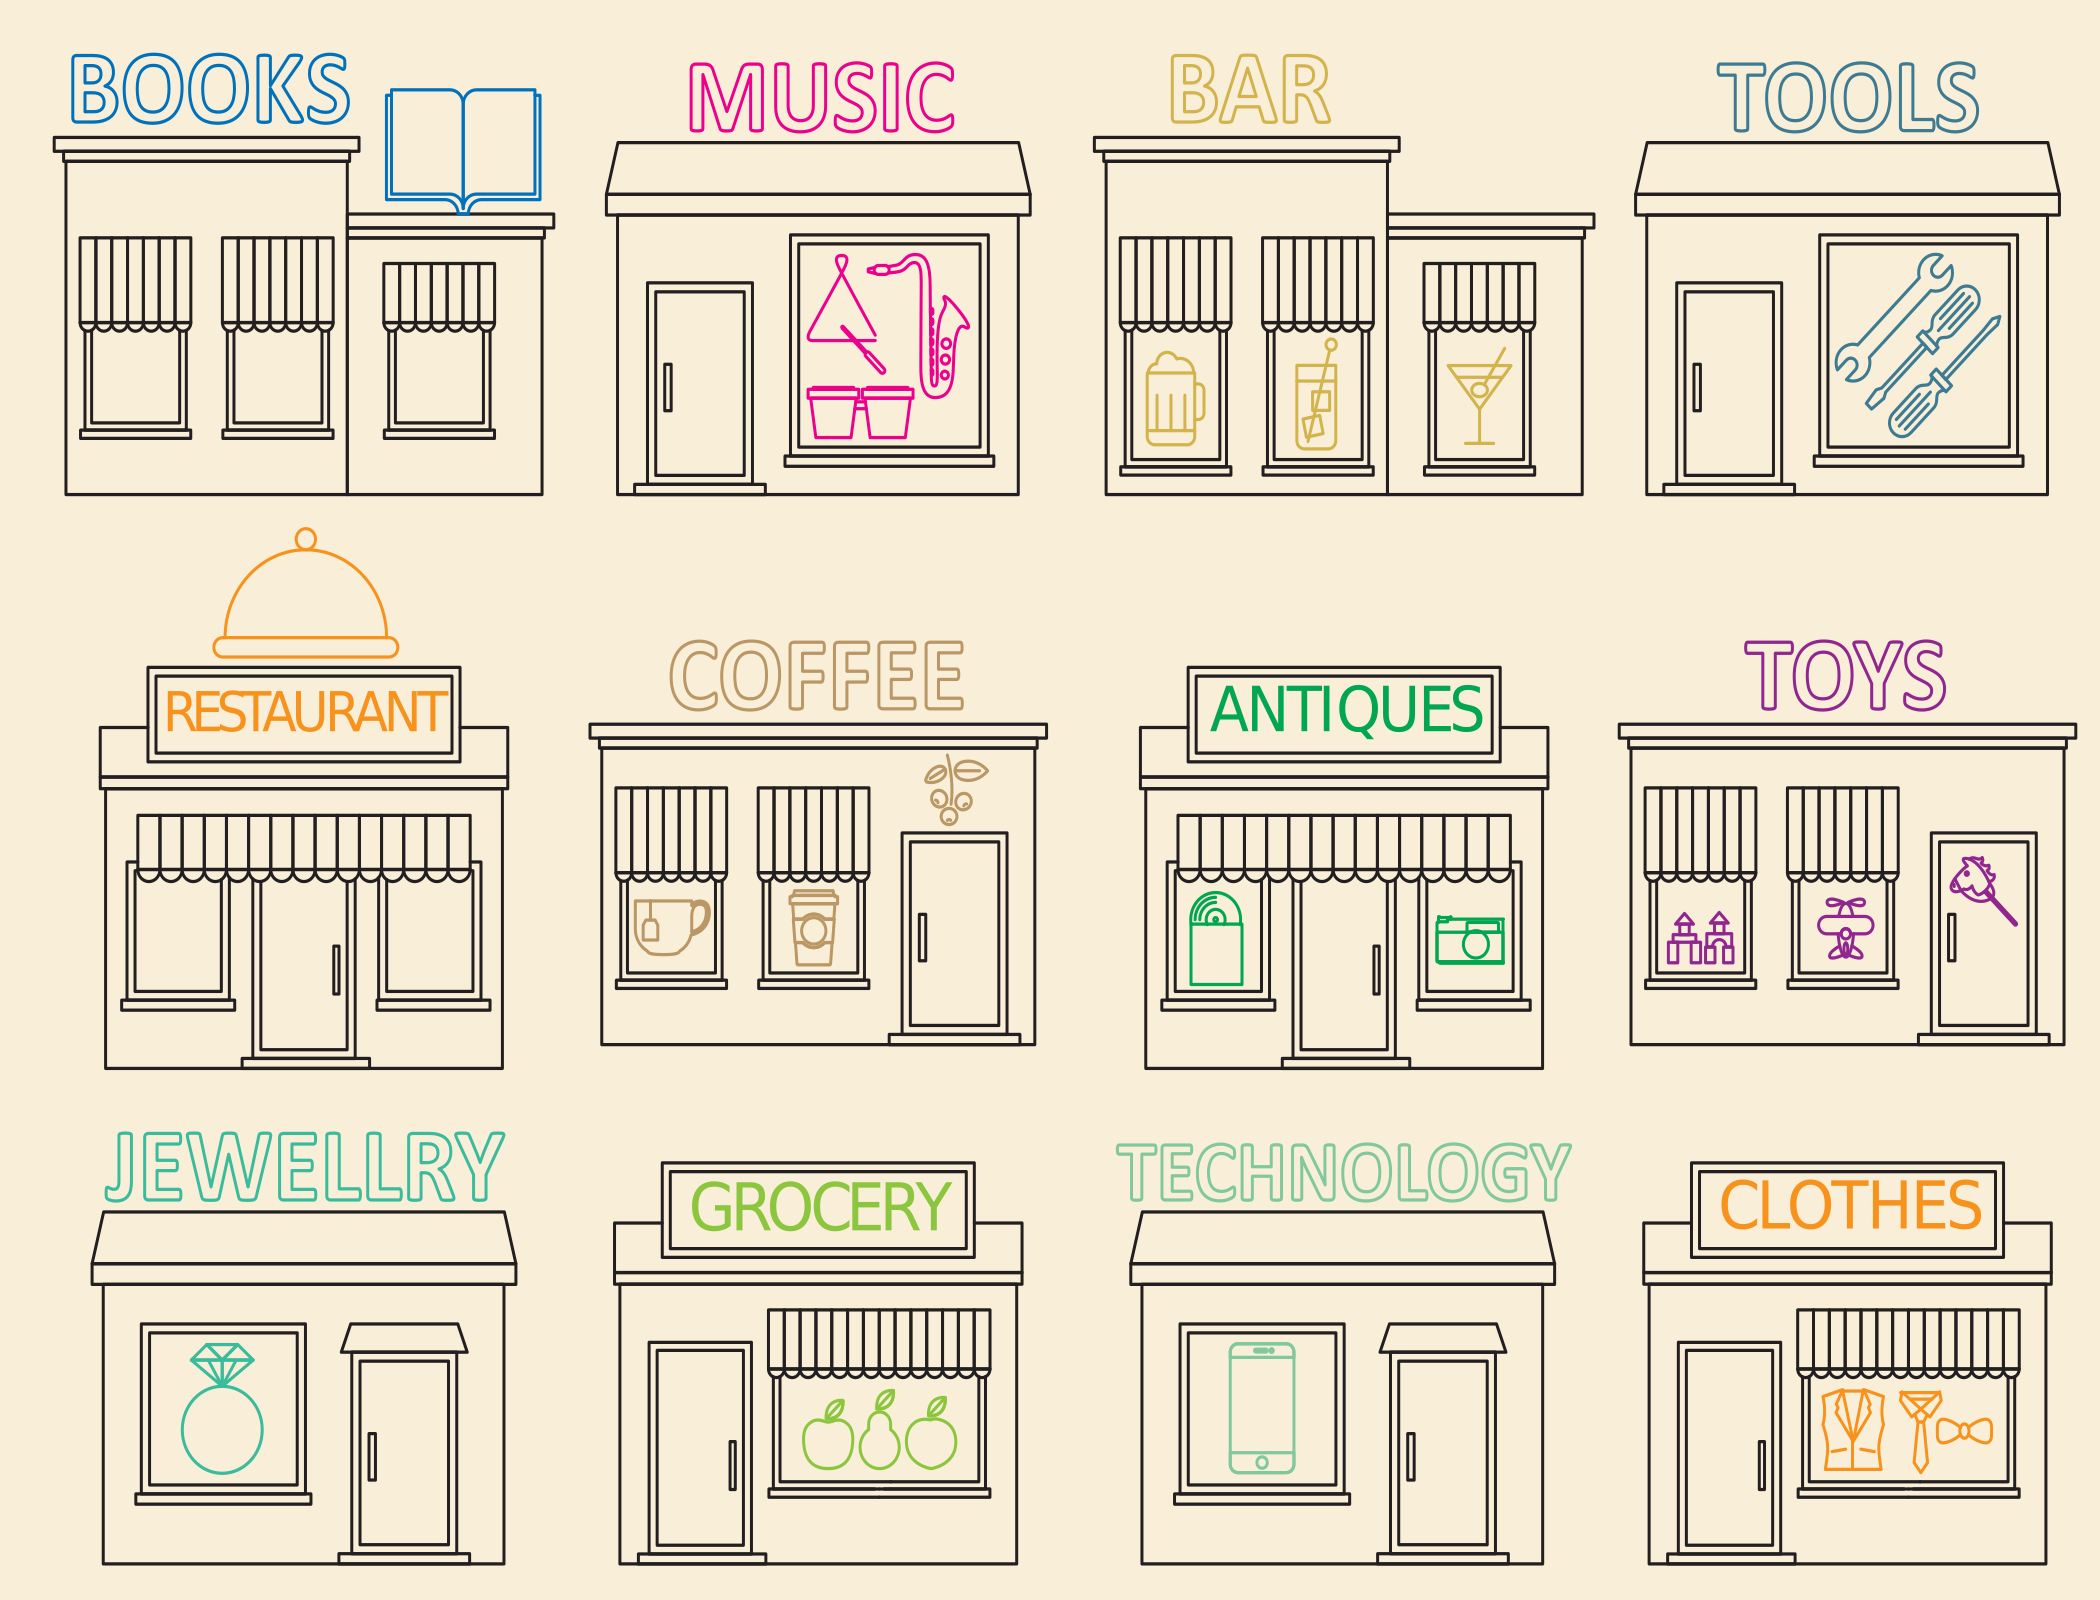 BOOKS
MUSIC
BAR
TOOLS
RESTAURANT
COFFEE
ANTIQUES
TOYS
JEWELLRY
GROCERY
TECHNOLOGY
CLOTHES